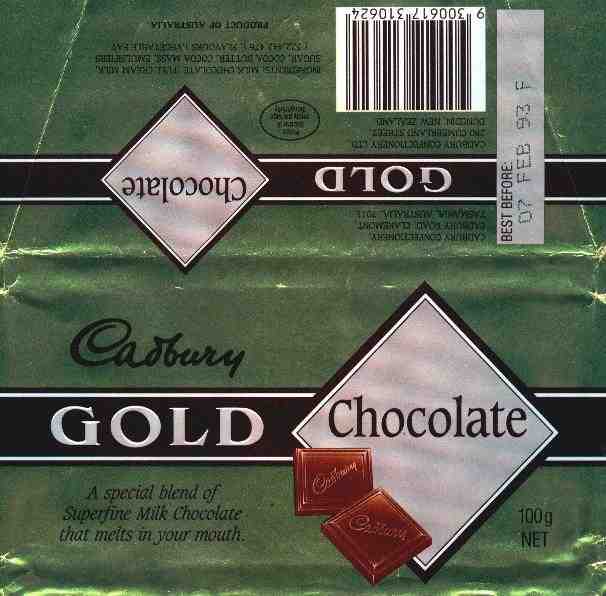 PRODUCT OF AUSTRALIA
INGREDIENTS: MILK CHOCOLATE (FULL CREAM MILK,
SUGAR, COCOA BUTTER, COCOA MASS, EMULSIFIERS
FLAVOURS), VEGETABLE FAT
9 300617 310624
CADBURY CONFECTIONERY LTD.
280 CUMBERLAND STREET,
DUNEDIN, NEW ZEALAND.
Chocolate
GOLD
CADBURY CONFECTIONERY
CADBURY ROAD, CLAREMONT,
TASMANIA, AUSTRALIA, 7011
BEST BEFORE:
07 FEB 93 F
Cadbury
GOLD
Chocolate
Cadbury
Cadbury
A special blend of
Superfine Milk Chocolate
that melts in your mouth.
100g
NET